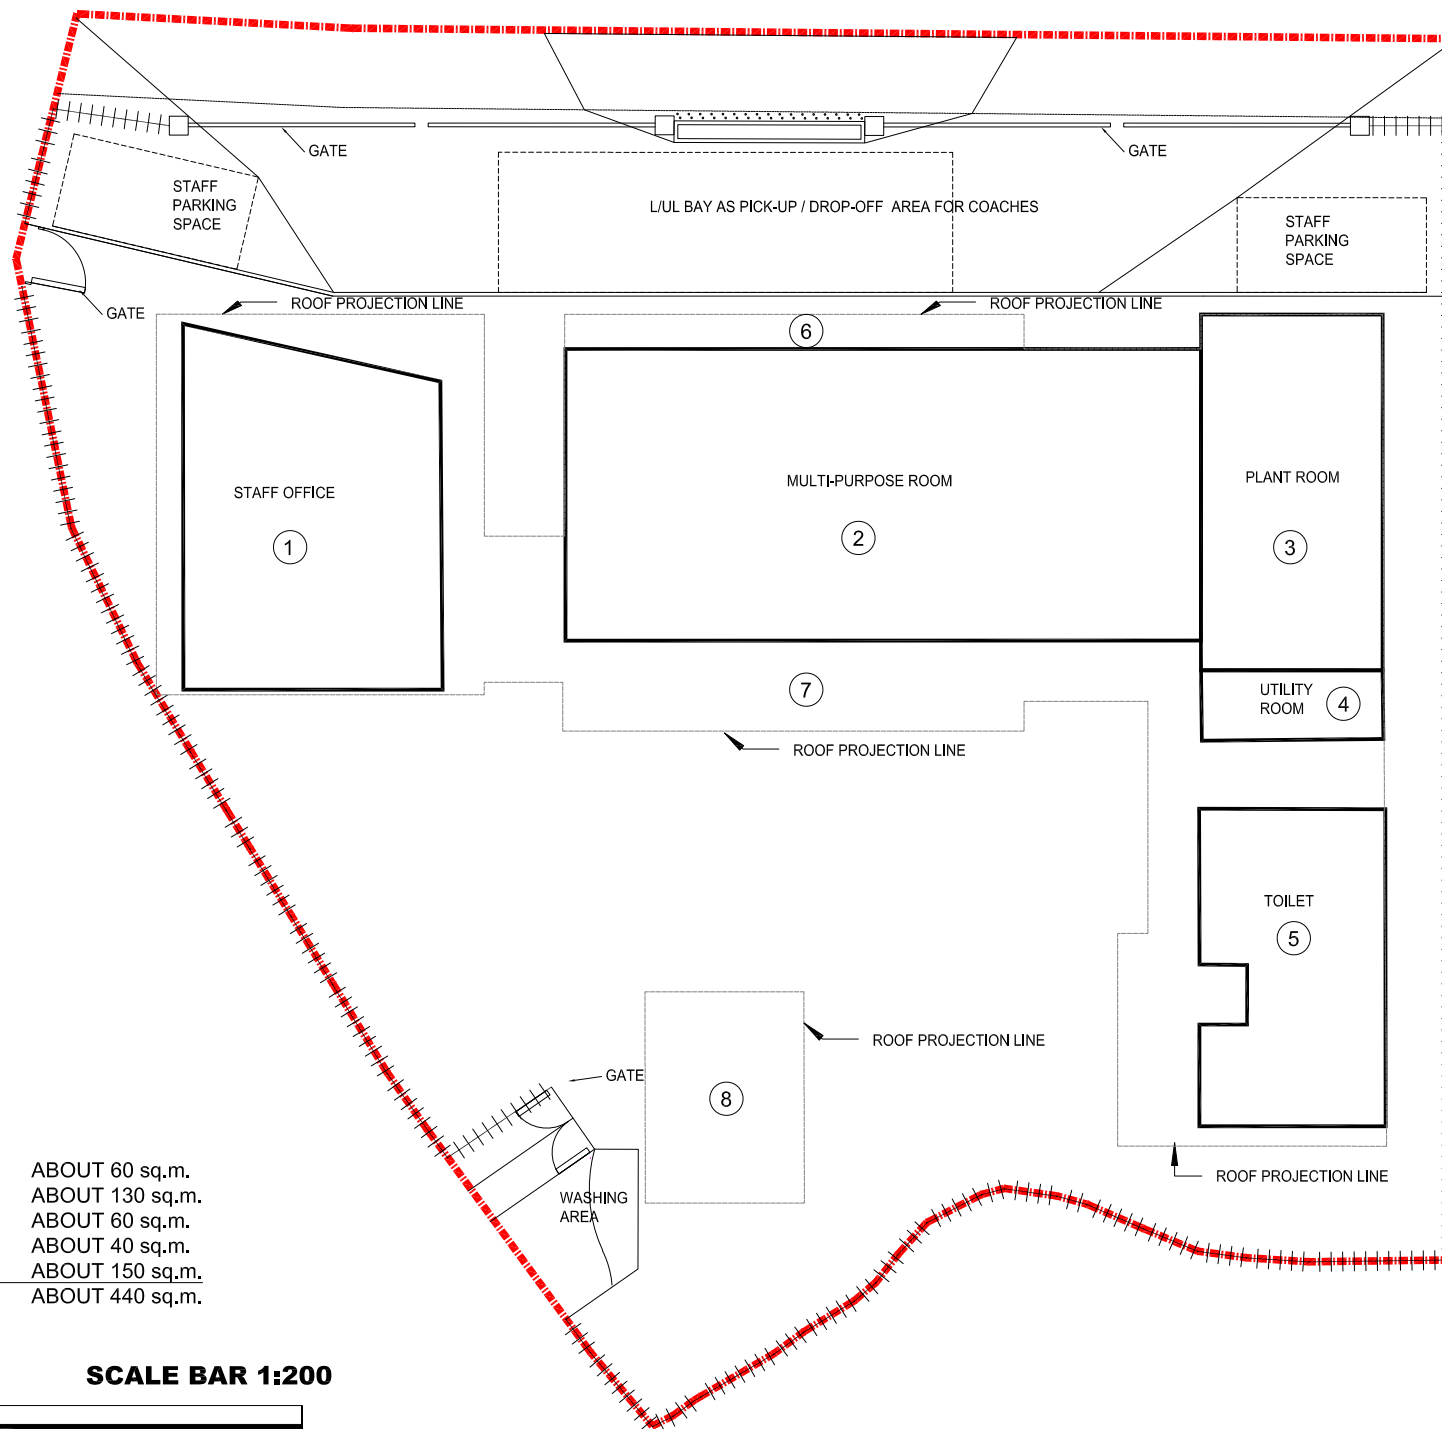 GATE
GATE
STAFF
PARKING
SPACE
L/UL BAY AS PICK-UP / DROP-OFF AREA FOR COACHES
STAFF
PARKING
SPACE
GATE
ROOF PROJECTION LINE
ROOF PROJECTION LINE
6
MULTI-PURPOSE ROOM
PLANT ROOM
STAFF OFFICE
2
1
3
7
UTILITY
ROOM
4
ROOF PROJECTION LINE
TOILET
5
ROOF PROJECTION LINE
GATE
8
ROOF PROJECTION LINE
WASHING
AREA
ABOUT 60 sq.m.
ABOUT 130 sq.m.
ABOUT 60 sq.m.
ABOUT 40 sq.m.
ABOUT 150 sq.m.
ABOUT 440 sq.m.
SCALE BAR 1:200